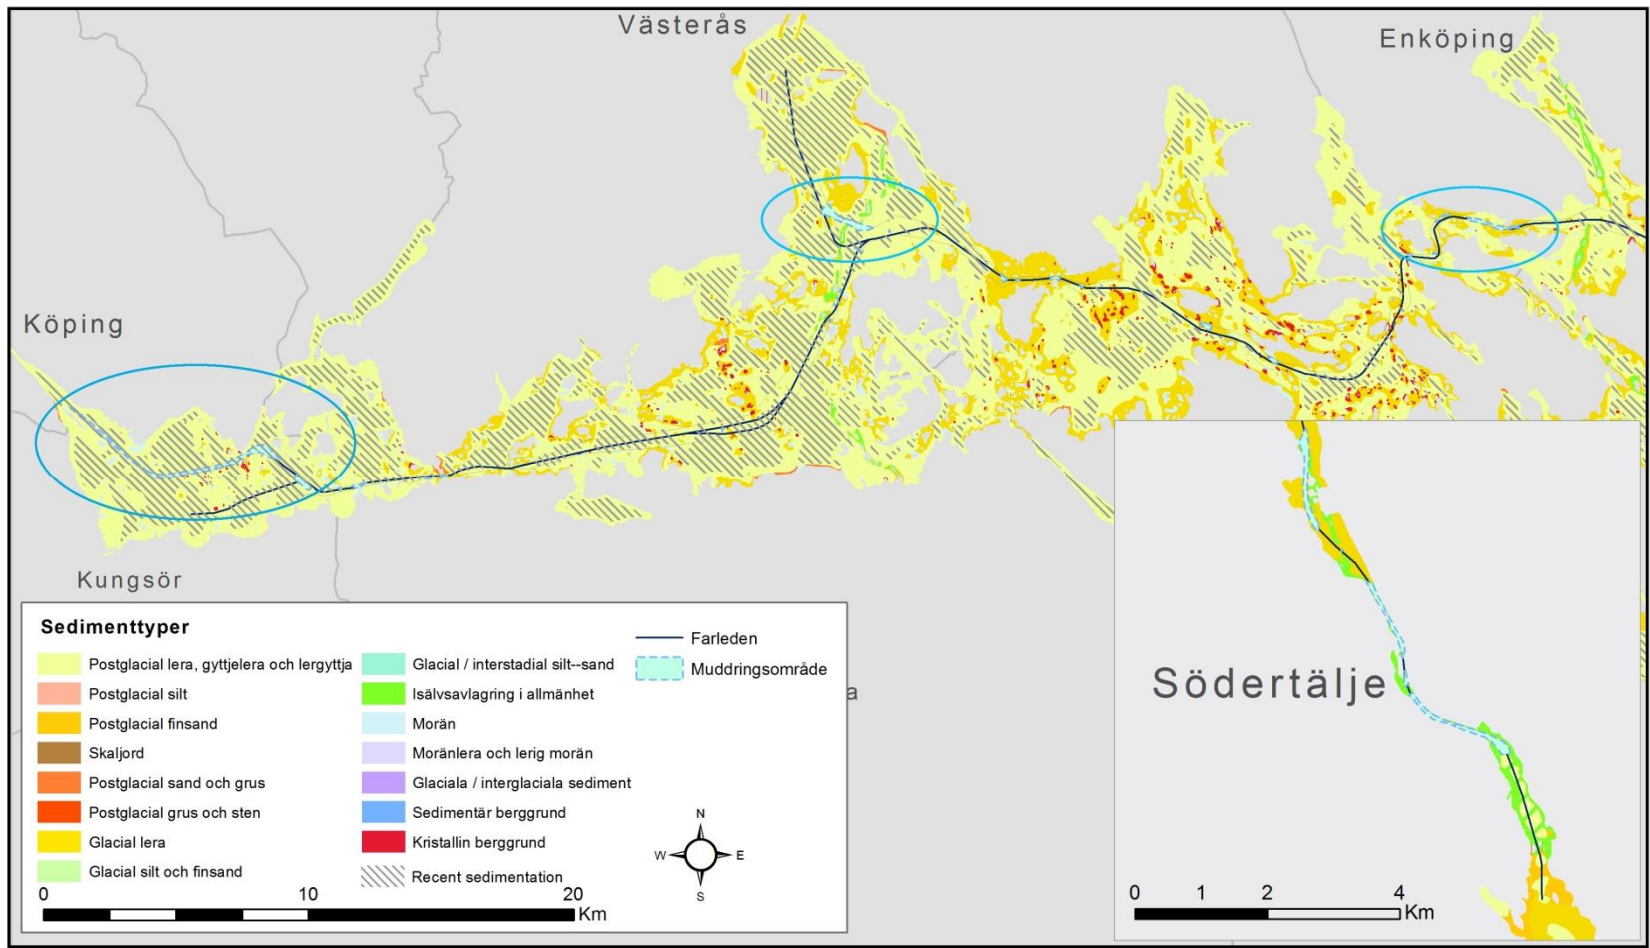 Västerås
Enköping
Köping
Kungsör
Sedimenttyper
Postglacial lera, gyttjelera och lergyttja
Postglacial silt
Postglacial finsand
Skaljord
Postglacial sand och grus
Postglacial grus och sten
Glacial lera
Glacial silt och finsand
Glacial / interstadial silt--sand
Isälvsavlagring i allmänhet
Morän
Moränlera och lerig morän
Glaciala / interglaciala sediment
Sedimentär berggrund
Kristallin berggrund
Recent sedimentation
Farleden
Muddringsområde
N
W E
S
0 10 20
Km
a
Södertälje
0 1 2 4
Km